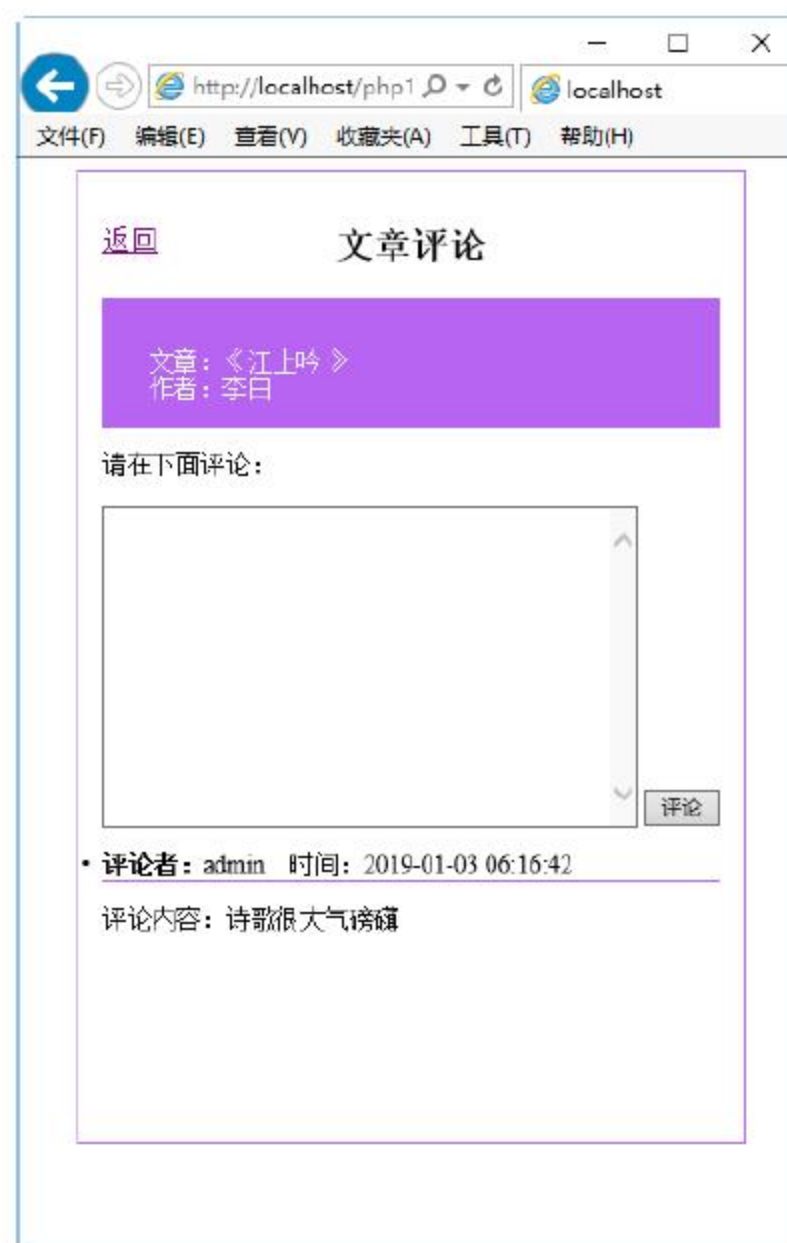 http://localhost/php1
localhost
文件(F) 编辑(E) 查看(V) 收藏夹(A) 工具(T) 帮助(H)
返回
文章评论
文章：《江上吟 》
作者：李白
请在下面评论：
评论
• 评论者：admin 时间：2019-01-03 06:16:42
评论内容：诗歌很大气磅礴